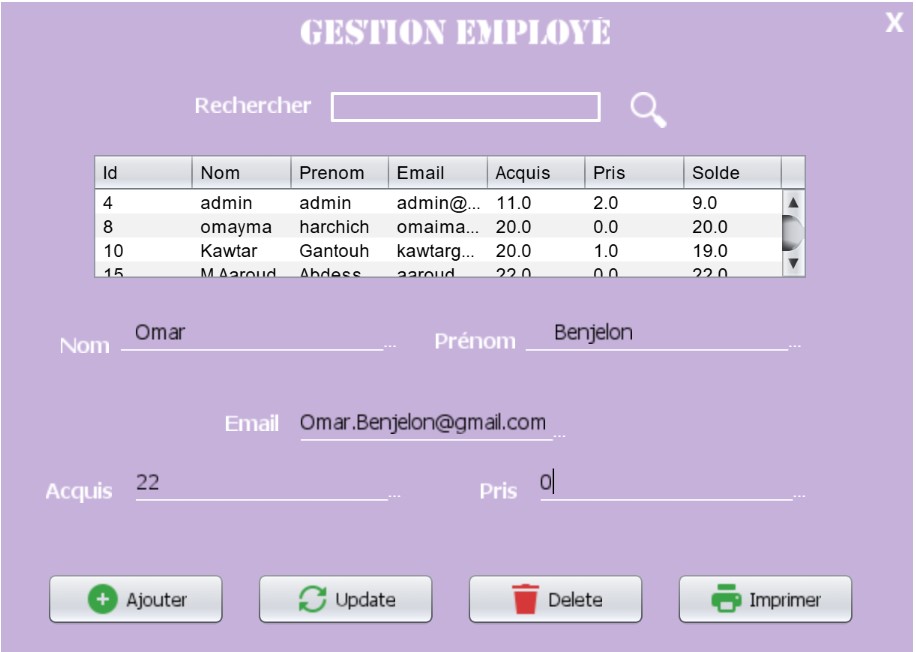 GESTION EMPLOYÉ X
Rechercher
Id Nom Prenom Email Acquis Pris Solde
4 admin admin admin@... 11.0 2.0 9.0
8 omayma harchich omaima... 20.0 0.0 20.0
10 Kawtar Gantouh kawtarg... 20.0 1.0 19.0
15 M.Aaroud Abdess aaroud 22.0 0.0 22.0
Nom Omar ... Prénom Benjelon ...
Email Omar.Benjelon@gmail.com ...
Acquis 22 ... Pris 0 ...
Ajouter Update Delete Imprimer